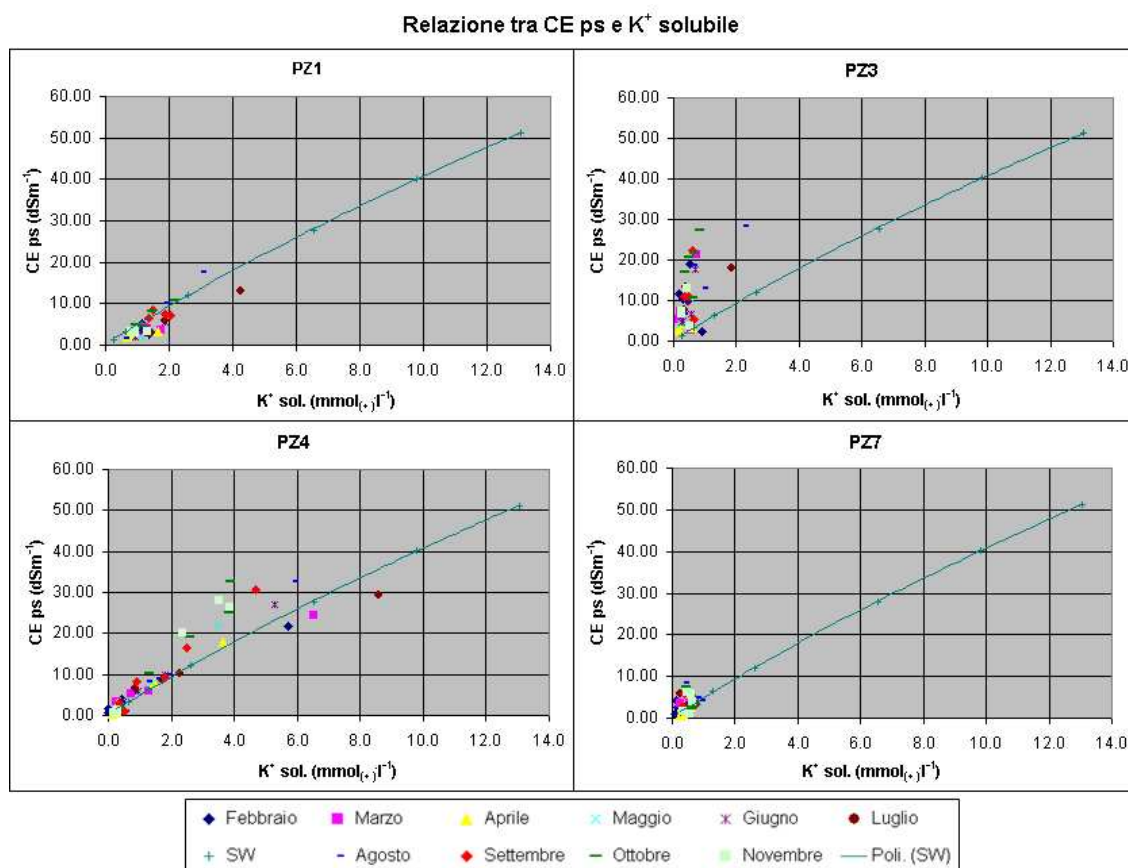 Relazione tra CE ps e K⁺ solubile
PZ1
CE ps (dSm⁻¹)
60.00
50.00
40.00
30.00
20.00
10.00
0.00
0.0 2.0 4.0 6.0 8.0 10.0 12.0 14.0
K⁺ sol. (mmol₍₊₎l⁻¹)
PZ3
CE ps (dSm⁻¹)
60.00
50.00
40.00
30.00
20.00
10.00
0.00
0.0 2.0 4.0 6.0 8.0 10.0 12.0 14.0
K⁺ sol. (mmol₍₊₎l⁻¹)
PZ4
CE ps (dSm⁻¹)
60.00
50.00
40.00
30.00
20.00
10.00
0.00
0.0 2.0 4.0 6.0 8.0 10.0 12.0 14.0
K⁺ sol. (mmol₍₊₎l⁻¹)
PZ7
CE ps (dSm⁻¹)
60.00
50.00
40.00
30.00
20.00
10.00
0.00
0.0 2.0 4.0 6.0 8.0 10.0 12.0 14.0
K⁺ sol. (mmol₍₊₎l⁻¹)
Febbraio Marzo Aprile Maggio Giugno Luglio
SW Agosto Settembre Ottobre Novembre Poli. (SW)